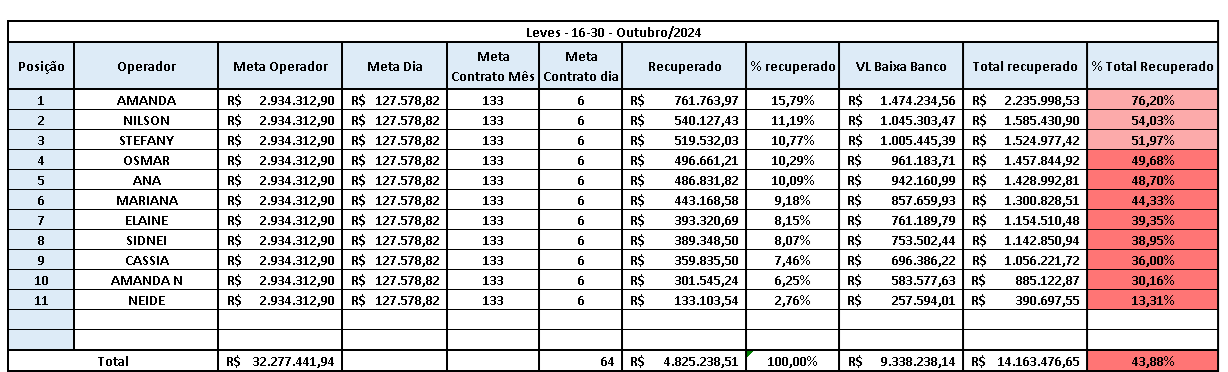 Leves - 16-30 - Outubro/2024
Posição Operador Meta Operador Meta Dia Meta Contrato Mês Meta Contrato dia Recuperado % recuperado VL Baixa Banco Total recuperado % Total Recuperado
1 AMANDA R$ 2.934.312,90 R$ 127.578,82 133 6 R$ 761.763,97 15,79% R$ 1.474.234,56 R$ 2.235.998,53 76,20%
2 NILSON R$ 2.934.312,90 R$ 127.578,82 133 6 R$ 540.127,43 11,19% R$ 1.045.303,47 R$ 1.585.430,90 54,03%
3 STEFANY R$ 2.934.312,90 R$ 127.578,82 133 6 R$ 519.532,03 10,77% R$ 1.005.445,39 R$ 1.524.977,42 51,97%
4 OSMAR R$ 2.934.312,90 R$ 127.578,82 133 6 R$ 496.661,21 10,29% R$ 961.183,71 R$ 1.457.844,92 49,68%
5 ANA R$ 2.934.312,90 R$ 127.578,82 133 6 R$ 486.831,82 10,09% R$ 942.160,99 R$ 1.428.992,81 48,70%
6 MARIANA R$ 2.934.312,90 R$ 127.578,82 133 6 R$ 443.168,58 9,18% R$ 857.659,93 R$ 1.300.828,51 44,33%
7 ELAINE R$ 2.934.312,90 R$ 127.578,82 133 6 R$ 393.320,69 8,15% R$ 761.189,79 R$ 1.154.510,48 39,35%
8 SIDNEI R$ 2.934.312,90 R$ 127.578,82 133 6 R$ 389.348,50 8,07% R$ 753.502,44 R$ 1.142.850,94 38,95%
9 CASSIA R$ 2.934.312,90 R$ 127.578,82 133 6 R$ 359.835,50 7,46% R$ 696.386,22 R$ 1.056.221,72 36,00%
10 AMANDA N R$ 2.934.312,90 R$ 127.578,82 133 6 R$ 301.545,24 6,25% R$ 583.577,63 R$ 885.122,87 30,16%
11 NEIDE R$ 2.934.312,90 R$ 127.578,82 133 6 R$ 133.103,54 2,76% R$ 257.594,01 R$ 390.697,55 13,31%
Total R$ 32.277.441,94 64 R$ 4.825.238,51 100,00% R$ 9.338.238,14 R$ 14.163.476,65 43,88%